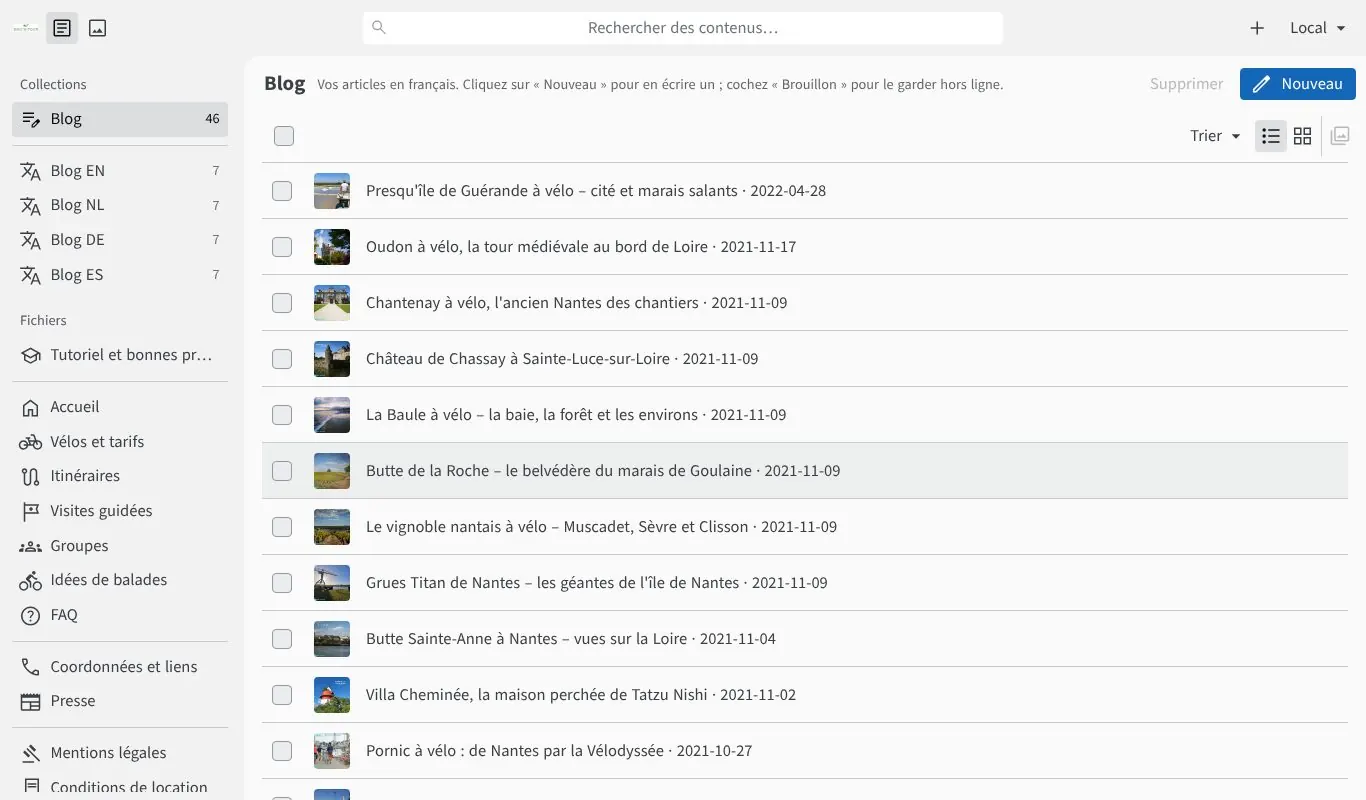 Rechercher des contenus…
Local
Collections
Blog
46
Blog EN
7
Blog NL
7
Blog DE
7
Blog ES
7
Fichiers
Tutoriel et bonnes pr…
Accueil
Vélos et tarifs
Itinéraires
Visites guidées
Groupes
Idées de balades
FAQ
Coordonnées et liens
Presse
Mentions légales
Conditions de location
Blog Vos articles en français. Cliquez sur « Nouveau » pour en écrire un ; cochez « Brouillon » pour le garder hors ligne.
Supprimer
Nouveau
Trier
Presqu'île de Guérande à vélo – cité et marais salants · 2022-04-28
Oudon à vélo, la tour médiévale au bord de Loire · 2021-11-17
Chantenay à vélo, l'ancien Nantes des chantiers · 2021-11-09
Château de Chassay à Sainte-Luce-sur-Loire · 2021-11-09
La Baule à vélo – la baie, la forêt et les environs · 2021-11-09
Butte de la Roche – le belvédère du marais de Goulaine · 2021-11-09
Le vignoble nantais à vélo – Muscadet, Sèvre et Clisson · 2021-11-09
Grues Titan de Nantes – les géantes de l'île de Nantes · 2021-11-09
Butte Sainte-Anne à Nantes – vues sur la Loire · 2021-11-04
Villa Cheminée, la maison perchée de Tatzu Nishi · 2021-11-02
Pornic à vélo : de Nantes par la Vélodyssée · 2021-10-27